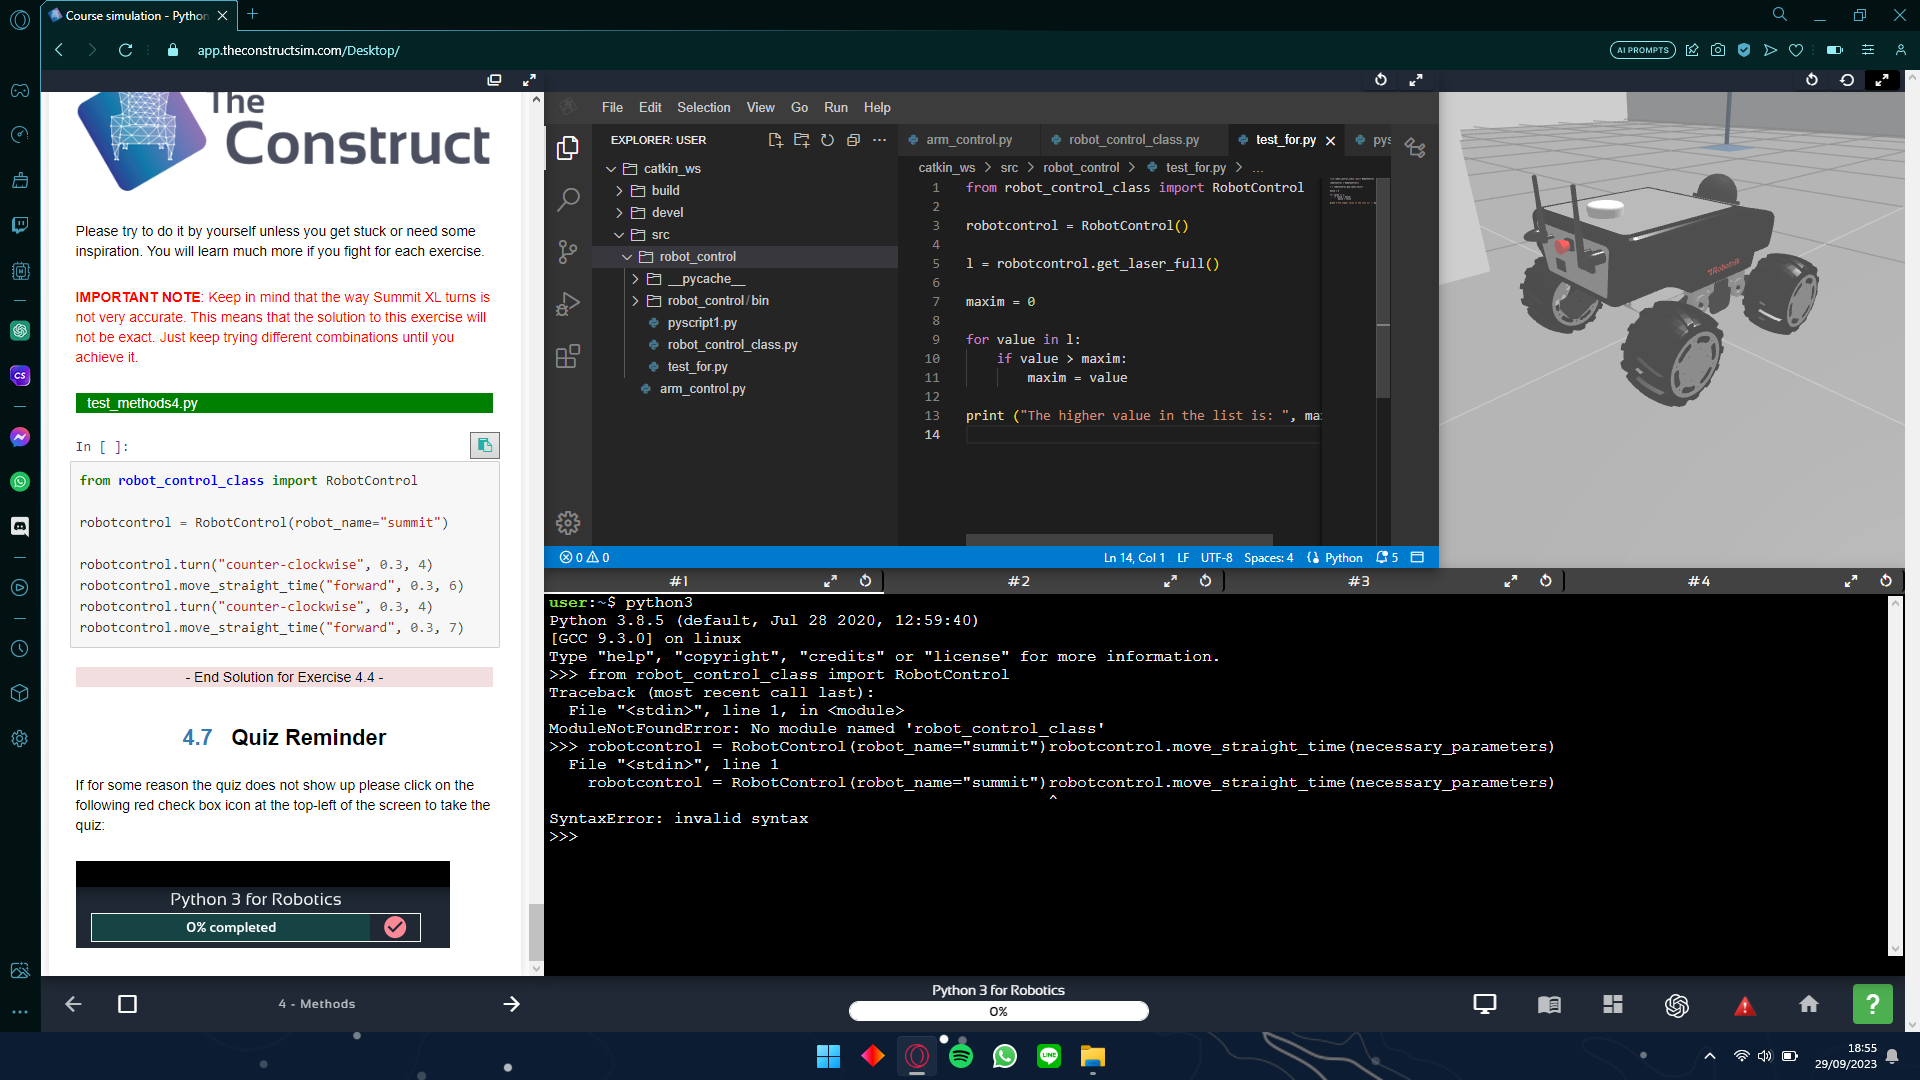 Course simulation - Python
app.theconstructsim.com/Desktop/
AI PROMPTS
The
Construct
Please try to do it by yourself unless you get stuck or need some
inspiration. You will learn much more if you fight for each exercise.
IMPORTANT NOTE: Keep in mind that the way Summit XL turns is
not very accurate. This means that the solution to this exercise will
not be exact. Just keep trying different combinations until you
achieve it.
test_methods4.py
In [ ]:
from robot_control_class import RobotControl
robotcontrol = RobotControl(robot_name="summit")
robotcontrol.turn("counter-clockwise", 0.3, 4)
robotcontrol.move_straight_time("forward", 0.3, 6)
robotcontrol.turn("counter-clockwise", 0.3, 4)
robotcontrol.move_straight_time("forward", 0.3, 7)
- End Solution for Exercise 4.4 -
4.7 Quiz Reminder
If for some reason the quiz does not show up please click on the
following red check box icon at the top-left of the screen to take the
quiz:
Python 3 for Robotics
0% completed
File Edit Selection View Go Run Help
EXPLORER: USER
catkin_ws
build
devel
src
robot_control
__pycache__
robot_control/bin
pyscript1.py
robot_control_class.py
test_for.py
arm_control.py
arm_control.py robot_control_class.py test_for.py pys
catkin_ws > src > robot_control > test_for.py > ...
1 from robot_control_class import RobotControl
2
3 robotcontrol = RobotControl()
4
5 l = robotcontrol.get_laser_full()
6
7 maxim = 0
8
9 for value in l:
10 if value > maxim:
11 maxim = value
12
13 print ("The higher value in the list is: ", ma
14
0 0 Ln 14, Col 1 LF UTF-8 Spaces: 4 Python 5
Robotnik
#1 #2 #3 #4
user:~$ python3
Python 3.8.5 (default, Jul 28 2020, 12:59:40)
[GCC 9.3.0] on linux
Type "help", "copyright", "credits" or "license" for more information.
>>> from robot_control_class import RobotControl
Traceback (most recent call last):
File "<stdin>", line 1, in <module>
ModuleNotFoundError: No module named 'robot_control_class'
>>> robotcontrol = RobotControl(robot_name="summit")robotcontrol.move_straight_time(necessary_parameters)
File "<stdin>", line 1
robotcontrol = RobotControl(robot_name="summit")robotcontrol.move_straight_time(necessary_parameters)
^
SyntaxError: invalid syntax
>>>
4 - Methods
Python 3 for Robotics
0%
?
CS
LINE
18:55
29/09/2023